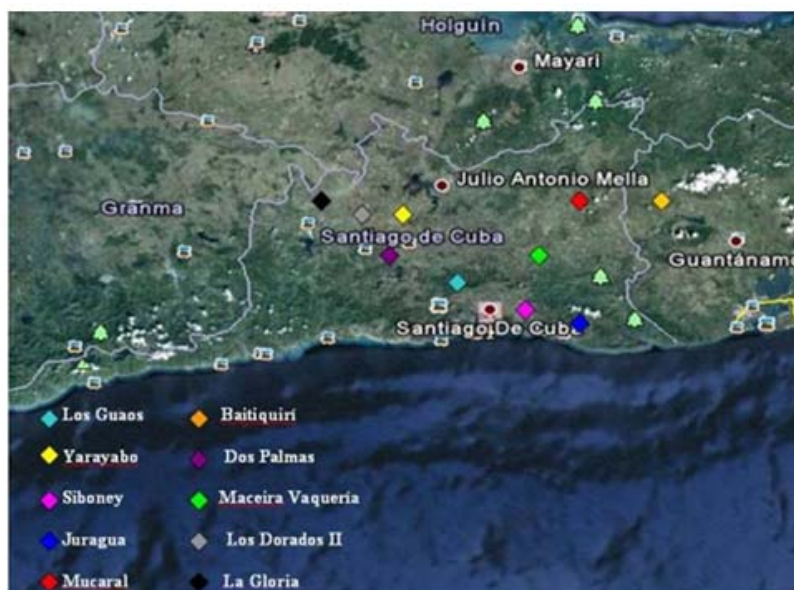 Holguín
Mayarí
Julio Antonio Mella
Granma
Santiago de Cuba
Guantánamo
Santiago De Cuba
Los Guaos
Baitiquirí
Yarayabo
Dos Palmas
Siboney
Maceira Vaquería
Juragua
Los Dorados II
Mucaral
La Gloria